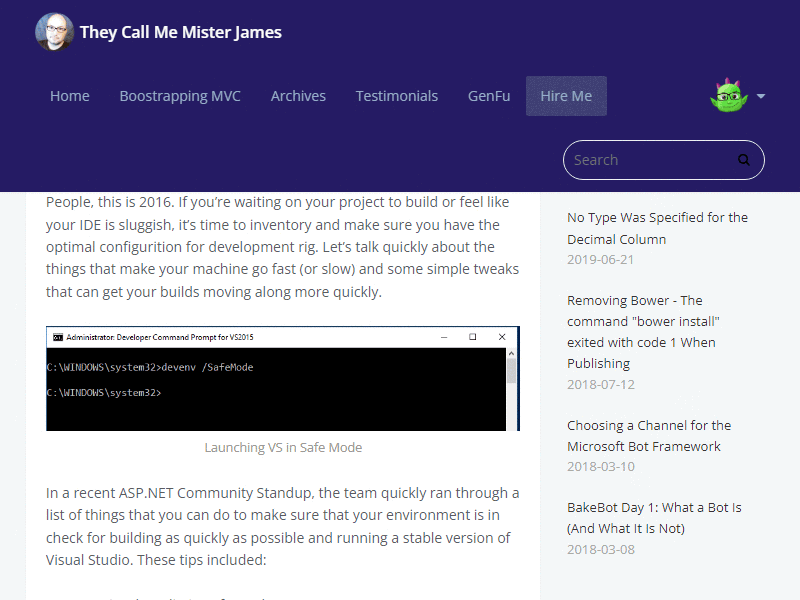 They Call Me Mister James
Home
Boostrapping MVC
Archives
Testimonials
GenFu
Hire Me
Search
People, this is 2016. If you're waiting on your project to build or feel like
your IDE is sluggish, it's time to inventory and make sure you have the
optimal configurition for development rig. Let's talk quickly about the
things that make your machine go fast (or slow) and some simple tweaks
that can get your builds moving along more quickly.
Administrator: Developer Command Prompt for VS2015
C:\WINDOWS\system32>devenv /SafeMode
C:\WINDOWS\system32>
Launching VS in Safe Mode
In a recent ASP.NET Community Standup, the team quickly ran through a
list of things that you can do to make sure that your environment is in
check for building as quickly as possible and running a stable version of
Visual Studio. These tips included:
No Type Was Specified for the
Decimal Column
2019-06-21
Removing Bower - The
command "bower install"
exited with code 1 When
Publishing
2018-07-12
Choosing a Channel for the
Microsoft Bot Framework
2018-03-10
BakeBot Day 1: What a Bot Is
(And What It Is Not)
2018-03-08